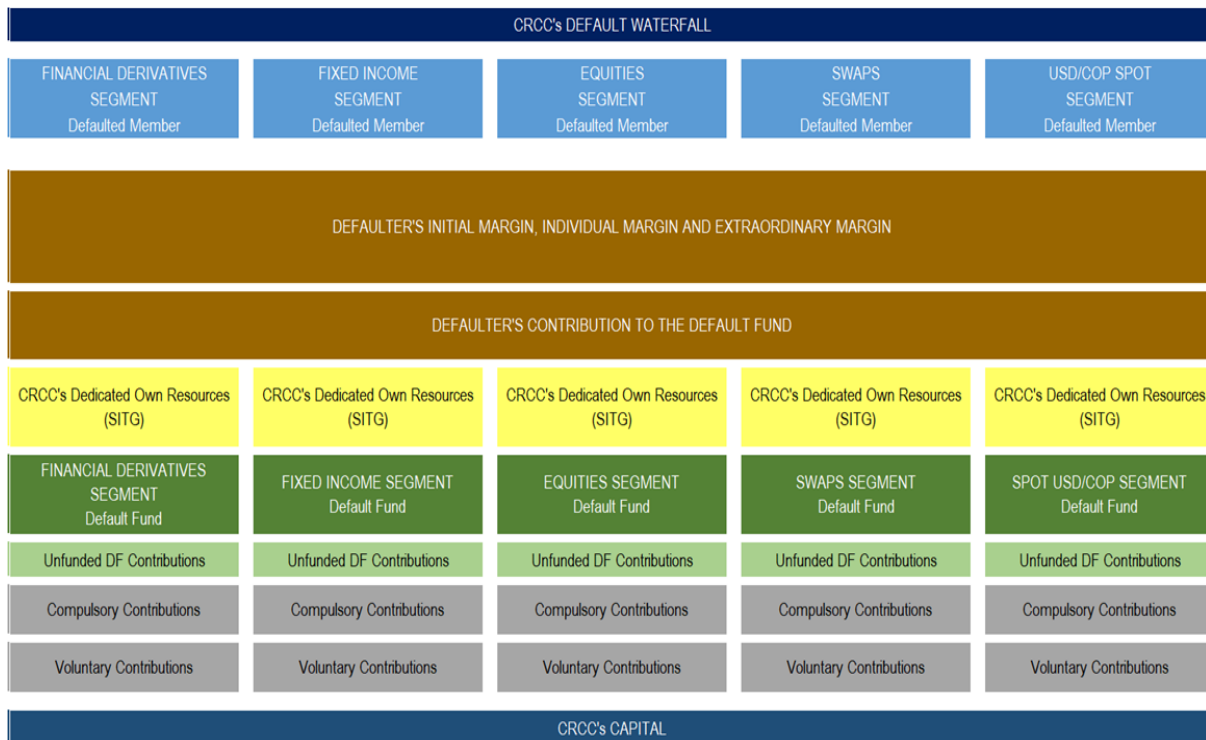 CRCC's DEFAULT WATERFALL
FINANCIAL DERIVATIVES
SEGMENT
Defaulted Member
FIXED INCOME
SEGMENT
Defaulted Member
EQUITIES
SEGMENT
Defaulted Member
SWAPS
SEGMENT
Defaulted Member
USD/COP SPOT
SEGMENT
Defaulted Member
DEFAULTER'S INITIAL MARGIN, INDIVIDUAL MARGIN AND EXTRAORDINARY MARGIN
DEFAULTER'S CONTRIBUTION TO THE DEFAULT FUND
CRCC's Dedicated Own Resources
(SITG)
CRCC's Dedicated Own Resources
(SITG)
CRCC's Dedicated Own Resources
(SITG)
CRCC's Dedicated Own Resources
(SITG)
CRCC's Dedicated Own Resources
(SITG)
FINANCIAL DERIVATIVES
SEGMENT
Default Fund
FIXED INCOME SEGMENT
Default Fund
EQUITIES SEGMENT
Default Fund
SWAPS SEGMENT
Default Fund
SPOT USD/COP SEGMENT
Default Fund
Unfunded DF Contributions
Unfunded DF Contributions
Unfunded DF Contributions
Unfunded DF Contributions
Unfunded DF Contributions
Compulsory Contributions
Compulsory Contributions
Compulsory Contributions
Compulsory Contributions
Compulsory Contributions
Voluntary Contributions
Voluntary Contributions
Voluntary Contributions
Voluntary Contributions
Voluntary Contributions
CRCC's CAPITAL